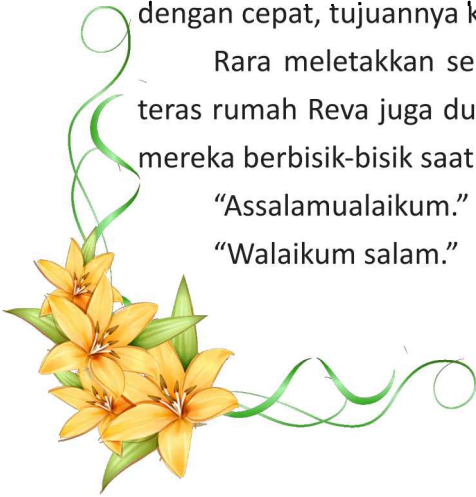 dengan cepat, tujuannya k
Rara meletakkan se
teras rumah Reva juga du
mereka berbisik-bisik saat
“Assalamualaikum.”
“Walaikum salam.”